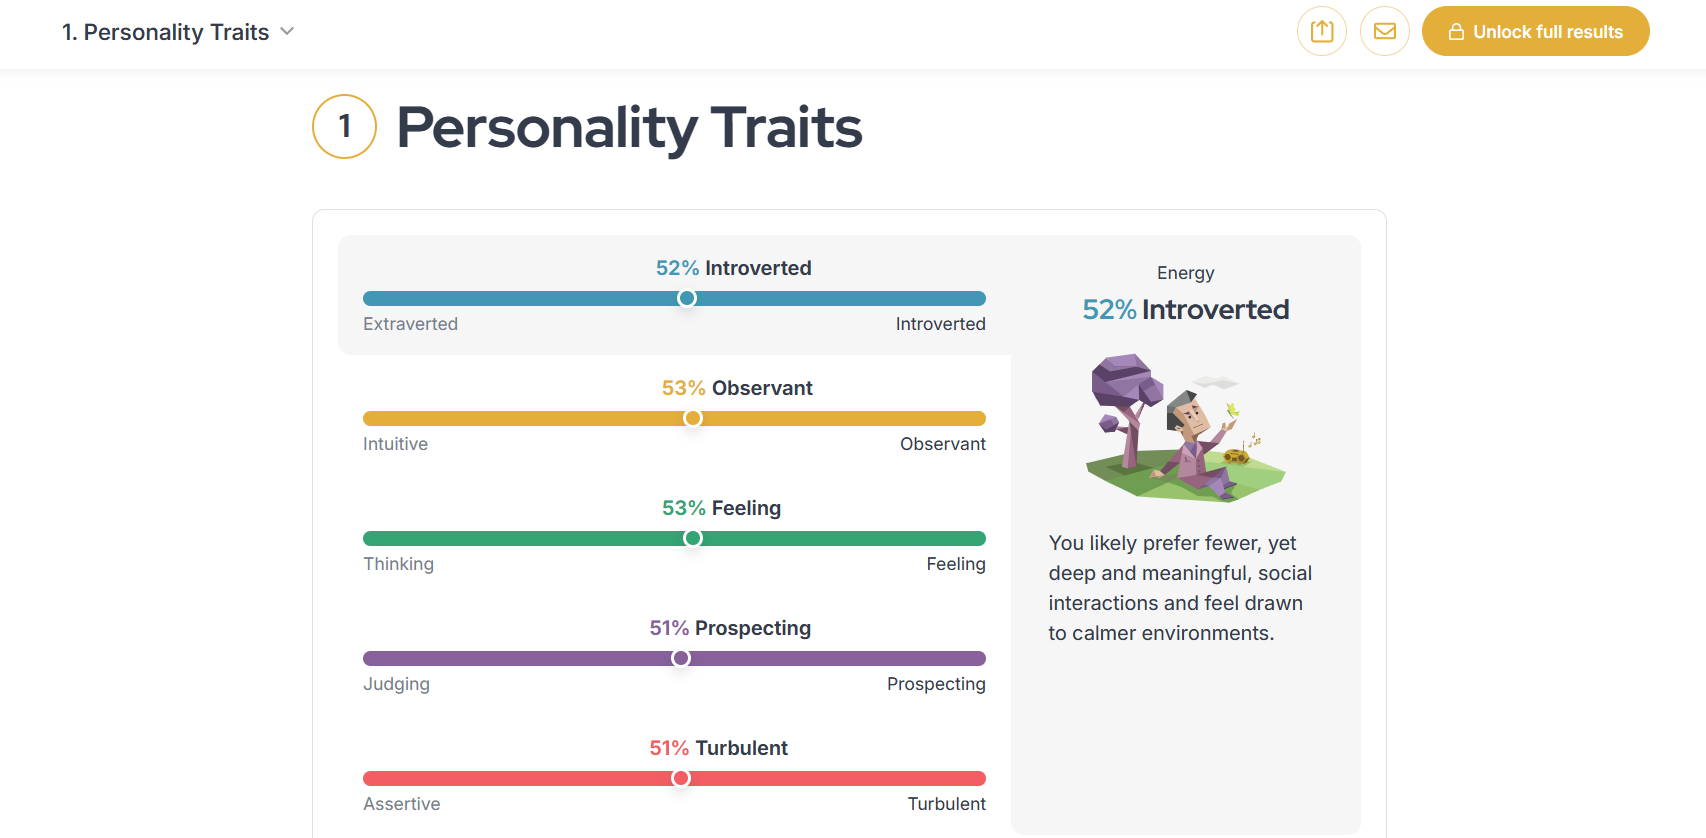 1. Personality Traits
Unlock full results
1
Personality Traits
52% Introverted
Extraverted
Introverted
53% Observant
Intuitive
Observant
53% Feeling
Thinking
Feeling
51% Prospecting
Judging
Prospecting
51% Turbulent
Assertive
Turbulent
Energy
52% Introverted
You likely prefer fewer, yet
deep and meaningful, social
interactions and feel drawn
to calmer environments.